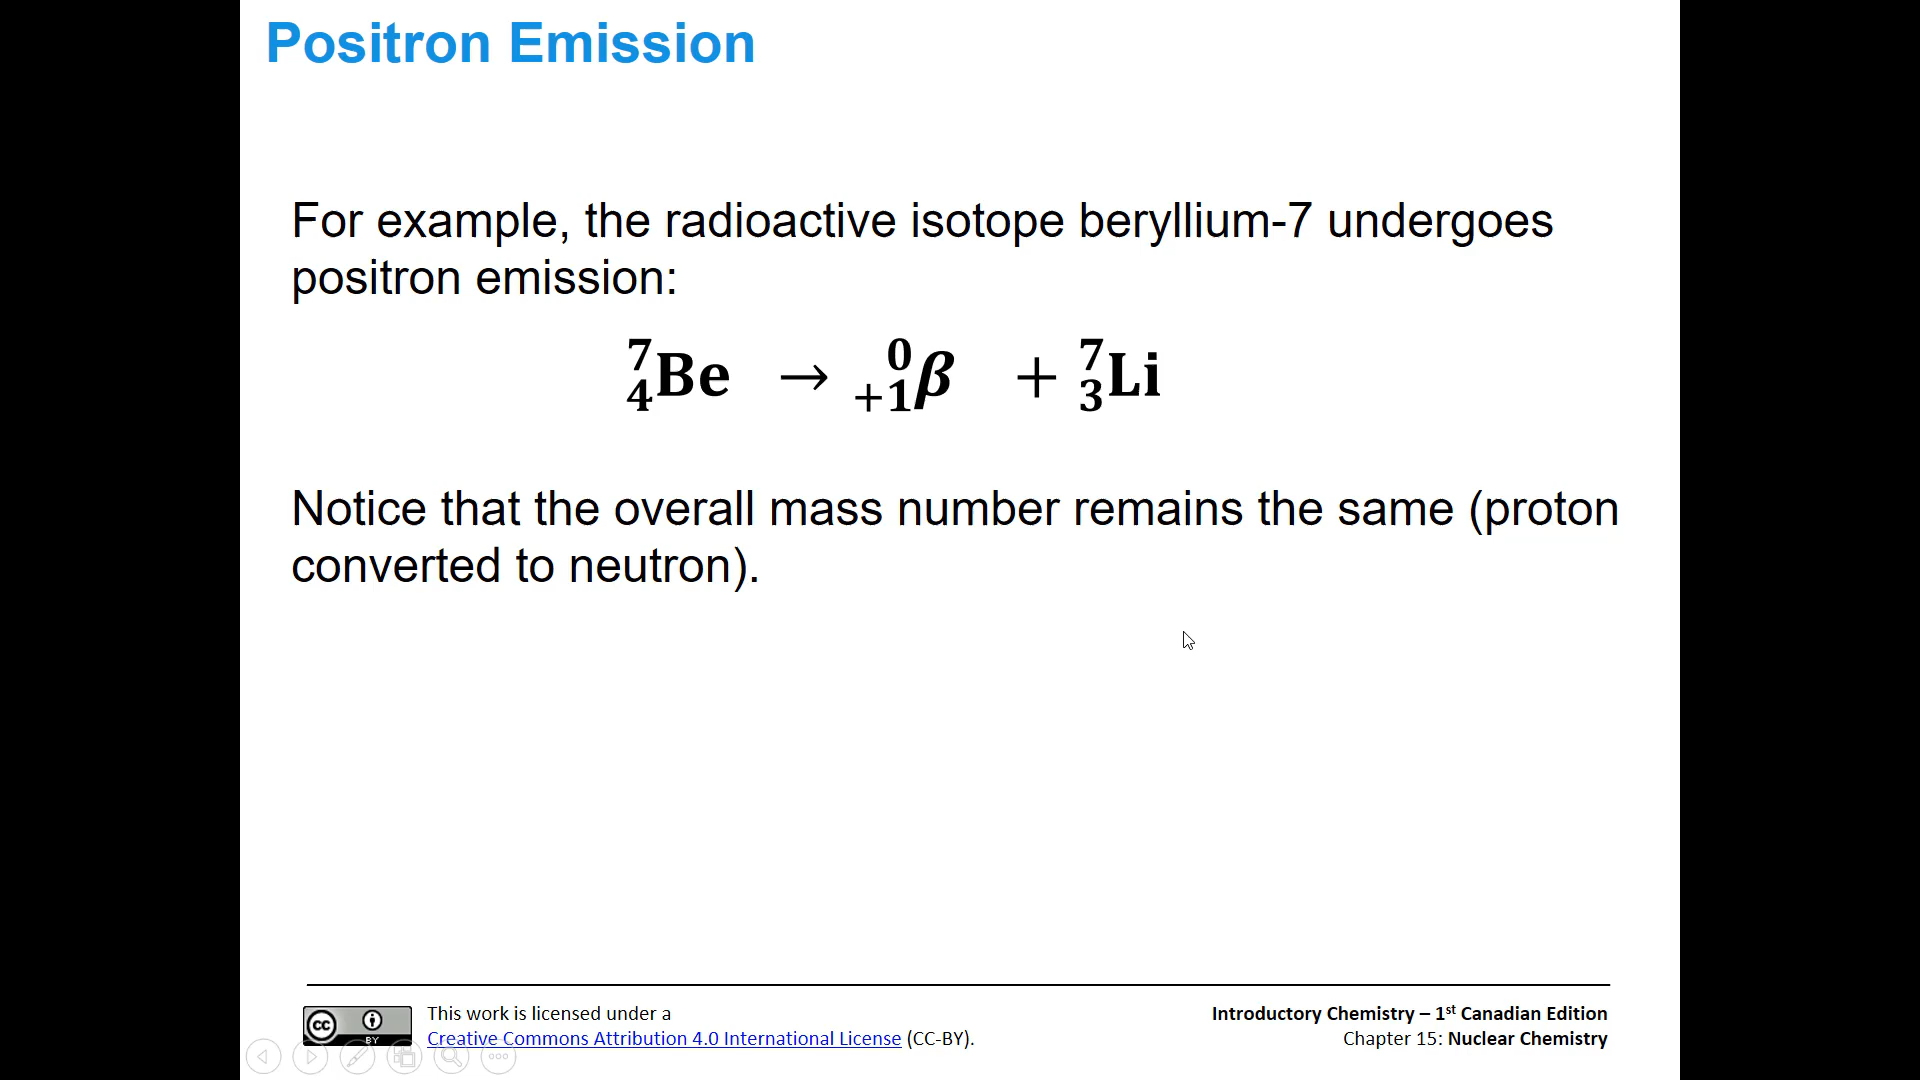 Positron Emission
For example, the radioactive isotope beryllium-7 undergoes
positron emission:
⁷₄Be → ⁰₊₁β + ⁷₃Li
Notice that the overall mass number remains the same (proton
converted to neutron).
cc BY
This work is licensed under a
Creative Commons Attribution 4.0 International License (CC-BY).
Introductory Chemistry – 1st Canadian Edition
Chapter 15: Nuclear Chemistry